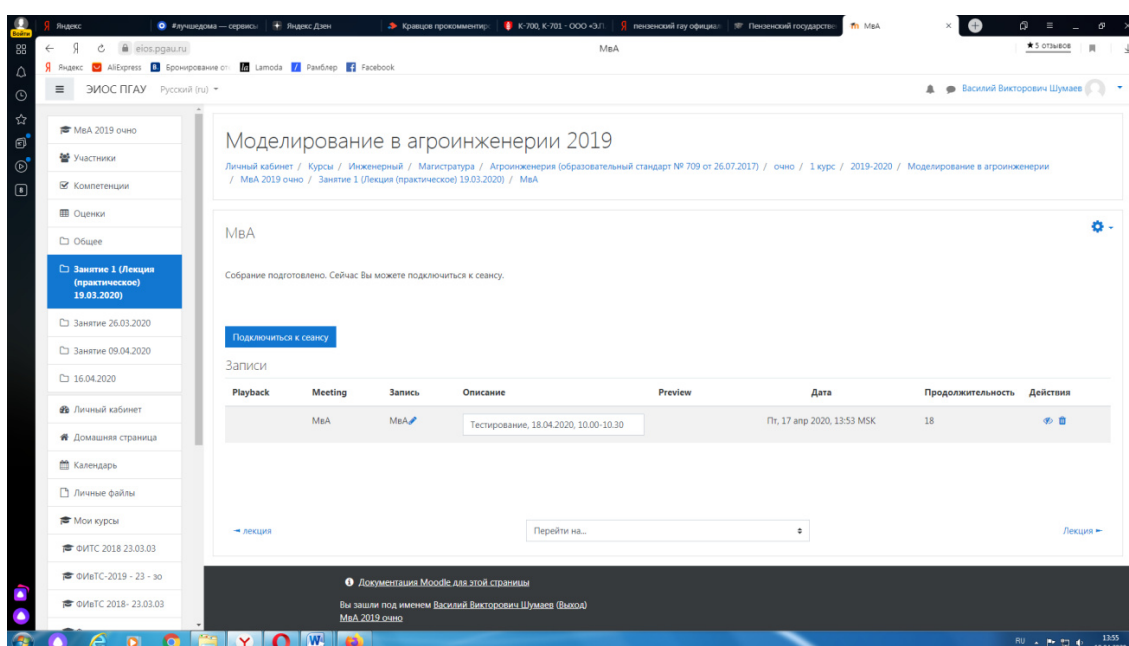 Яндекс
#лучшедома — сервисы
Яндекс.Дзен
Кравцов прокомментир
К-700, К-701 - ООО «Э.Л
пензенский гау официал
Пензенский государстве
МвА
Войти
eios.pgau.ru
МвА
★ 5 отзывов
Яндекс
AliExpress
Бронирование от
Lamoda
Рамблер
Facebook
ЭИОС ПГАУ
Русский (ru)
Василий Викторович Шумаев
МвА 2019 очно
Участники
Компетенции
Оценки
Общее
Занятие 1 (Лекция
(практическое)
19.03.2020)
Занятие 26.03.2020
Занятие 09.04.2020
16.04.2020
Личный кабинет
Домашняя страница
Календарь
Личные файлы
Мои курсы
ФИТС 2018 23.03.03
ФИвТС-2019 - 23 - зо
ФИвТС 2018- 23.03.03
Моделирование в агроинженерии 2019
Личный кабинет / Курсы / Инженерный / Магистратура / Агроинженерия (образовательный стандарт № 709 от 26.07.2017) / очно / 1 курс / 2019-2020 / Моделирование в агроинженерии
/ МвА 2019 очно / Занятие 1 (Лекция (практическое) 19.03.2020) / МвА
МвА
Собрание подготовлено. Сейчас Вы можете подключиться к сеансу.
Подключиться к сеансу
Записи
Playback Meeting Запись Описание Preview Дата Продолжительность Действия
МвА МвА Тестирование, 18.04.2020, 10.00-10.30 Пт, 17 апр 2020, 13:53 MSK 18
◄ лекция
Перейти на...
Лекция ►
Документация Moodle для этой страницы
Вы зашли под именем Василий Викторович Шумаев (Выход)
МвА 2019 очно
RU
13:55